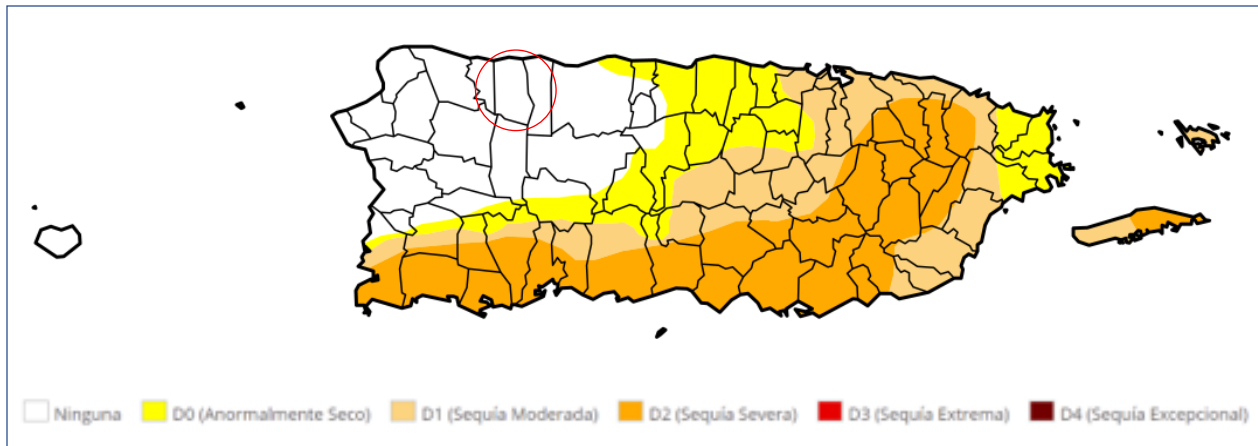 Ninguna D0 (Anormalmente Seco) D1 (Sequía Moderada) D2 (Sequía Severa) D3 (Sequía Extrema) D4 (Sequía Excepcional)